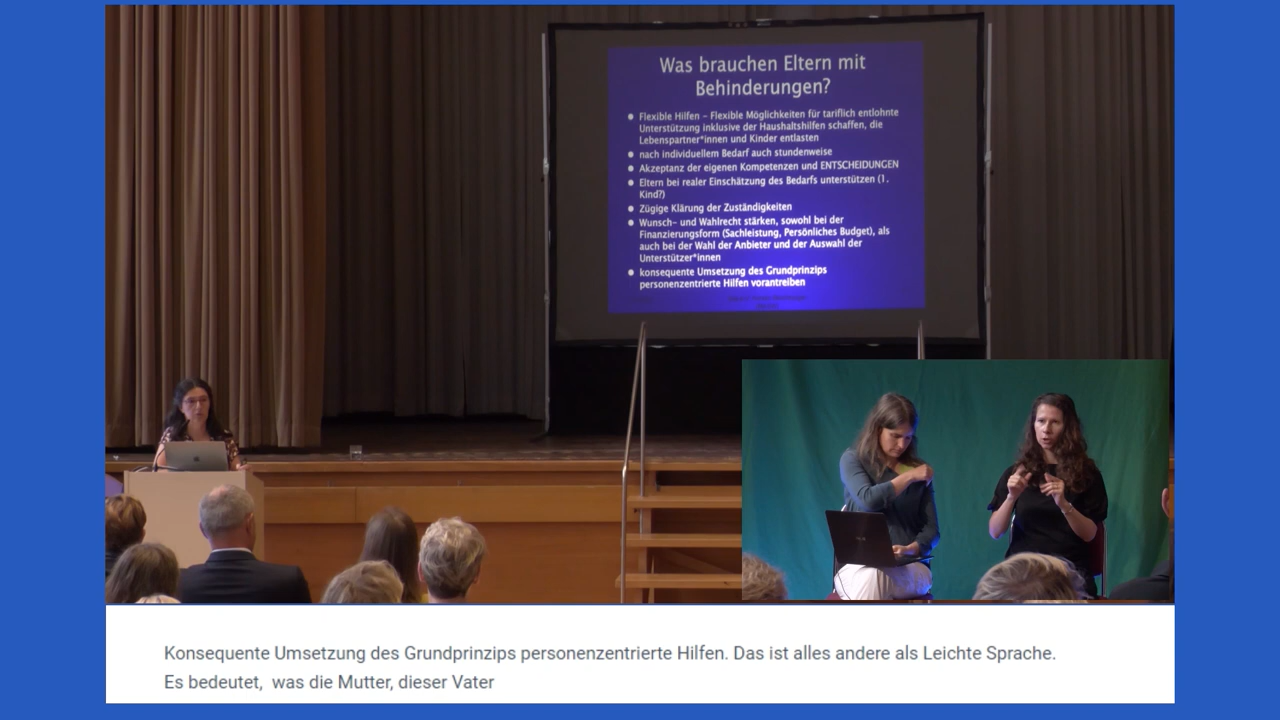 Was brauchen Eltern mit
Behinderungen?
Flexible Hilfen – Flexible Möglichkeiten für tariflich entlohnte
Unterstützung inklusive der Haushaltshilfen schaffen, die
Lebenspartner*innen und Kinder entlasten
nach individuellem Bedarf auch stundenweise
Akzeptanz der eigenen Kompetenzen und ENTSCHEIDUNGEN
Eltern bei realer Einschätzung des Bedarfs unterstützen (1.
Kind?)
Zügige Klärung der Zuständigkeiten
Wunsch- und Wahlrecht stärken, sowohl bei der
Finanzierungsform (Sachleistung, Persönliches Budget), als
auch bei der Wahl der Anbieter und der Auswahl der
Unterstützer*innen
konsequente Umsetzung des Grundprinzips
personenzentrierte Hilfen vorantreiben
Konsequente Umsetzung des Grundprinzips personenzentrierte Hilfen. Das ist alles andere als Leichte Sprache.
Es bedeutet,  was die Mutter, dieser Vater